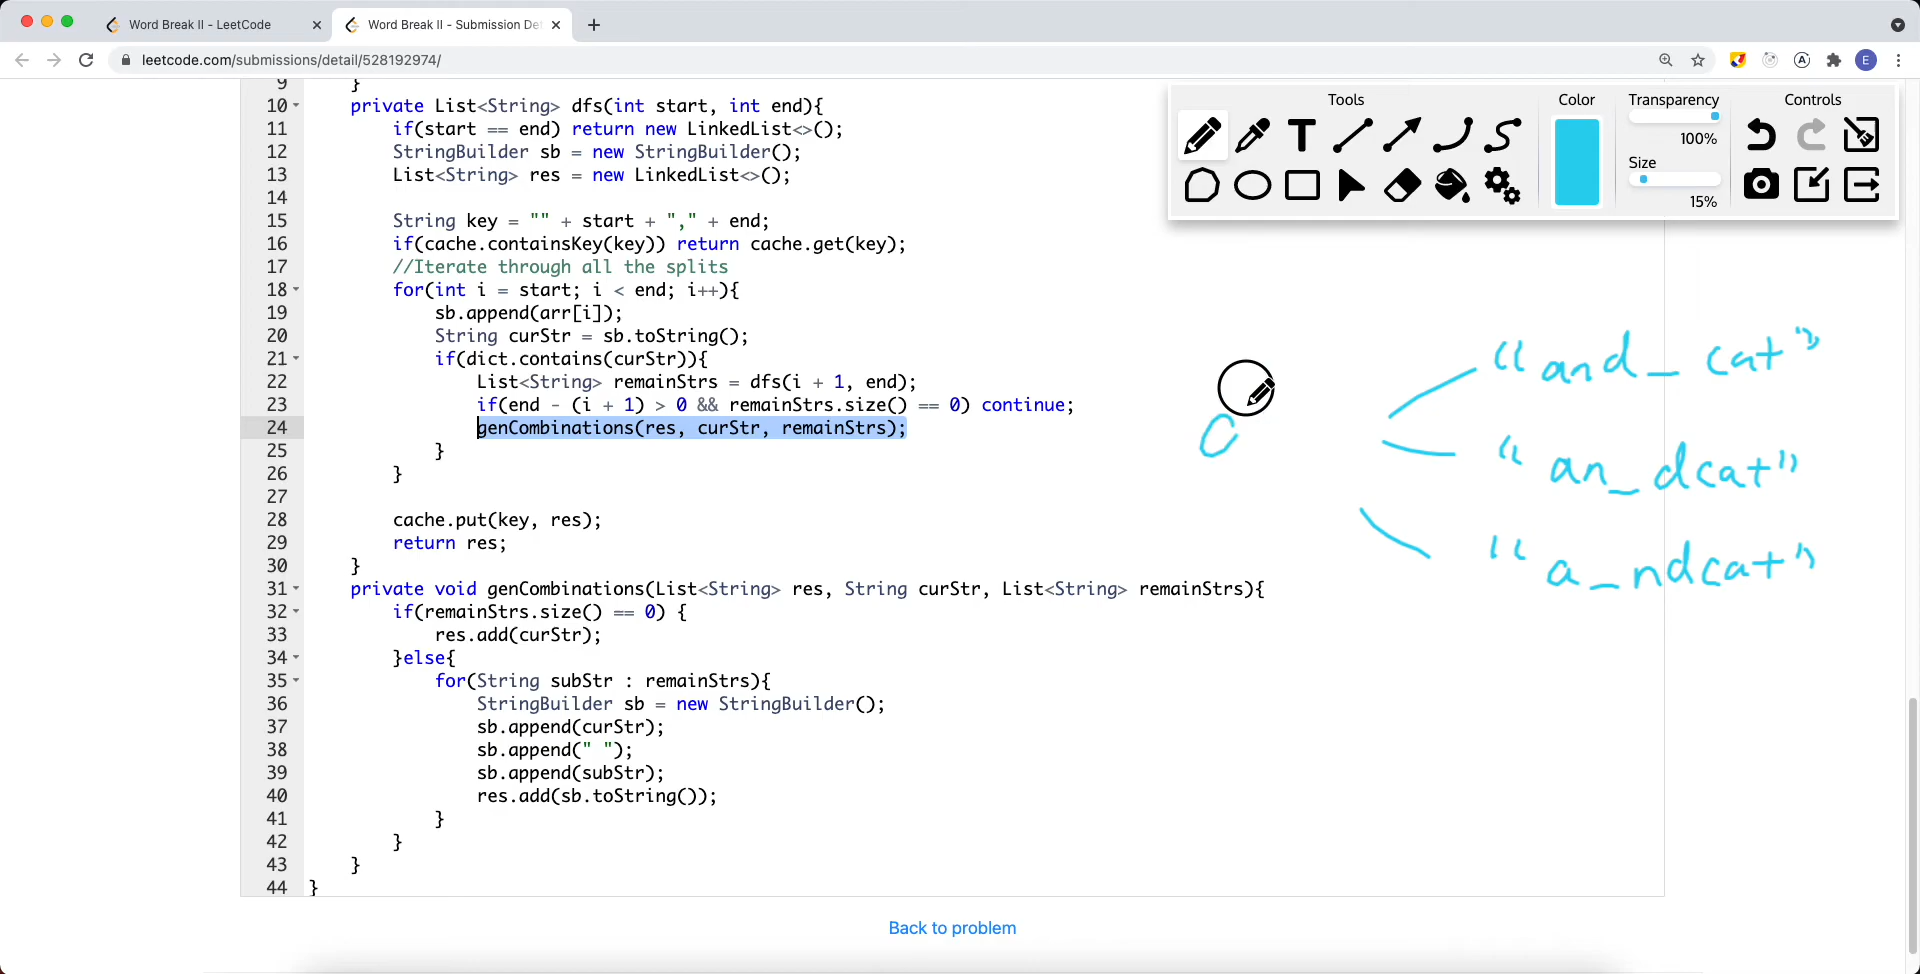 Word Break II - LeetCode
Word Break II - Submission De
leetcode.com/submissions/detail/528192974/
E
Tools
Color
Transparency
Controls
100%
Size
15%
9 }
10 private List<String> dfs(int start, int end){
11 if(start == end) return new LinkedList<>();
12 StringBuilder sb = new StringBuilder();
13 List<String> res = new LinkedList<>();
14
15 String key = "" + start + "," + end;
16 if(cache.containsKey(key)) return cache.get(key);
17 //Iterate through all the splits
18 for(int i = start; i < end; i++){
19 sb.append(arr[i]);
20 String curStr = sb.toString();
21 if(dict.contains(curStr)){
22 List<String> remainStrs = dfs(i + 1, end);
23 if(end - (i + 1) > 0 && remainStrs.size() == 0) continue;
24 genCombinations(res, curStr, remainStrs);
25 }
26 }
27
28 cache.put(key, res);
29 return res;
30 }
31 private void genCombinations(List<String> res, String curStr, List<String> remainStrs){
32 if(remainStrs.size() == 0) {
33 res.add(curStr);
34 }else{
35 for(String subStr : remainStrs){
36 StringBuilder sb = new StringBuilder();
37 sb.append(curStr);
38 sb.append(" ");
39 sb.append(subStr);
40 res.add(sb.toString());
41 }
42 }
43 }
44 }
"and_ cat"
"an_dcat"
"a_ndcat"
Back to problem